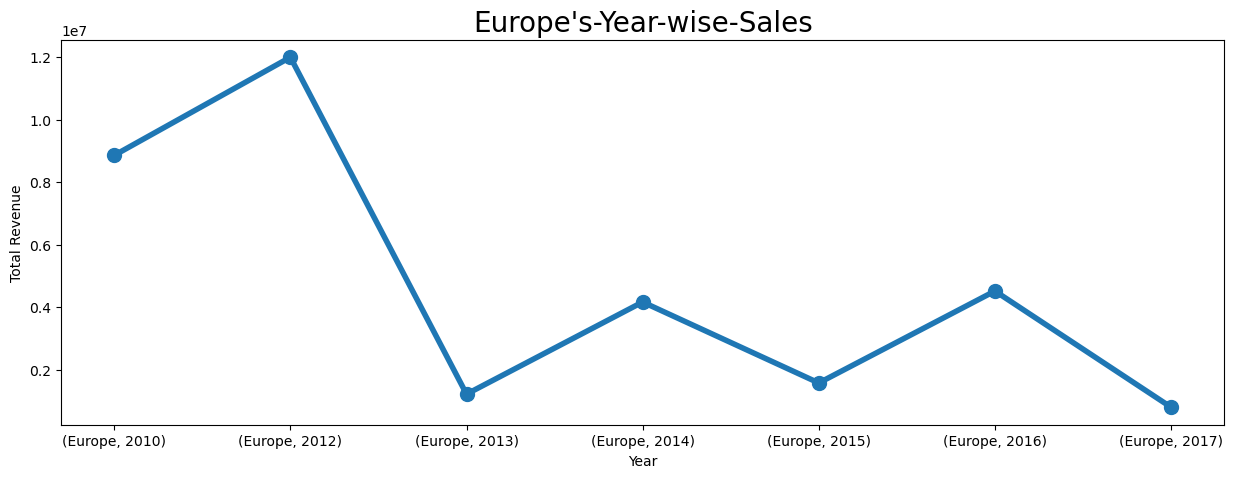 Europe's-Year-wise-Sales
1e7
1.2
1.0
0.8
0.6
0.4
0.2
Total Revenue
(Europe, 2010) (Europe, 2012) (Europe, 2013) (Europe, 2014) (Europe, 2015) (Europe, 2016) (Europe, 2017)
Year